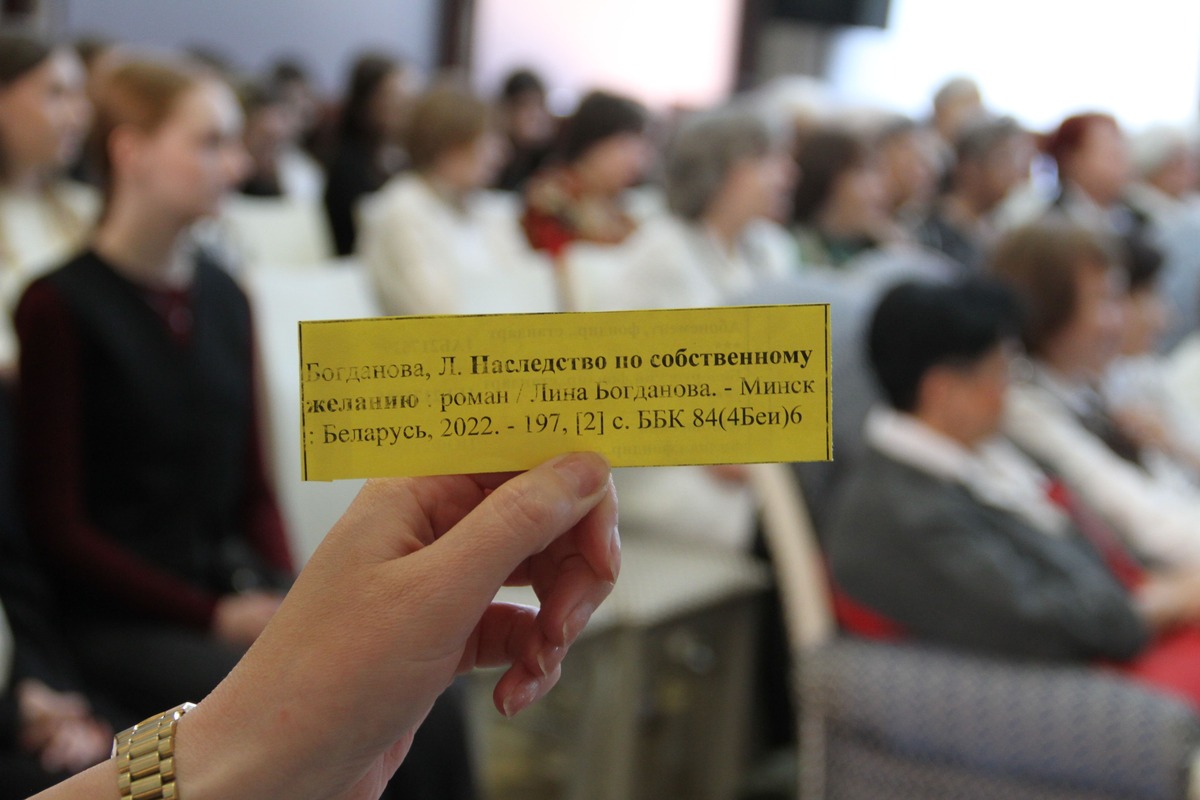 Богданова, Л. Наследство по собственному
желанию : роман / Лина Богданова. - Минск
: Беларусь, 2022. - 197, [2] с. ББК 84(4Беи)6